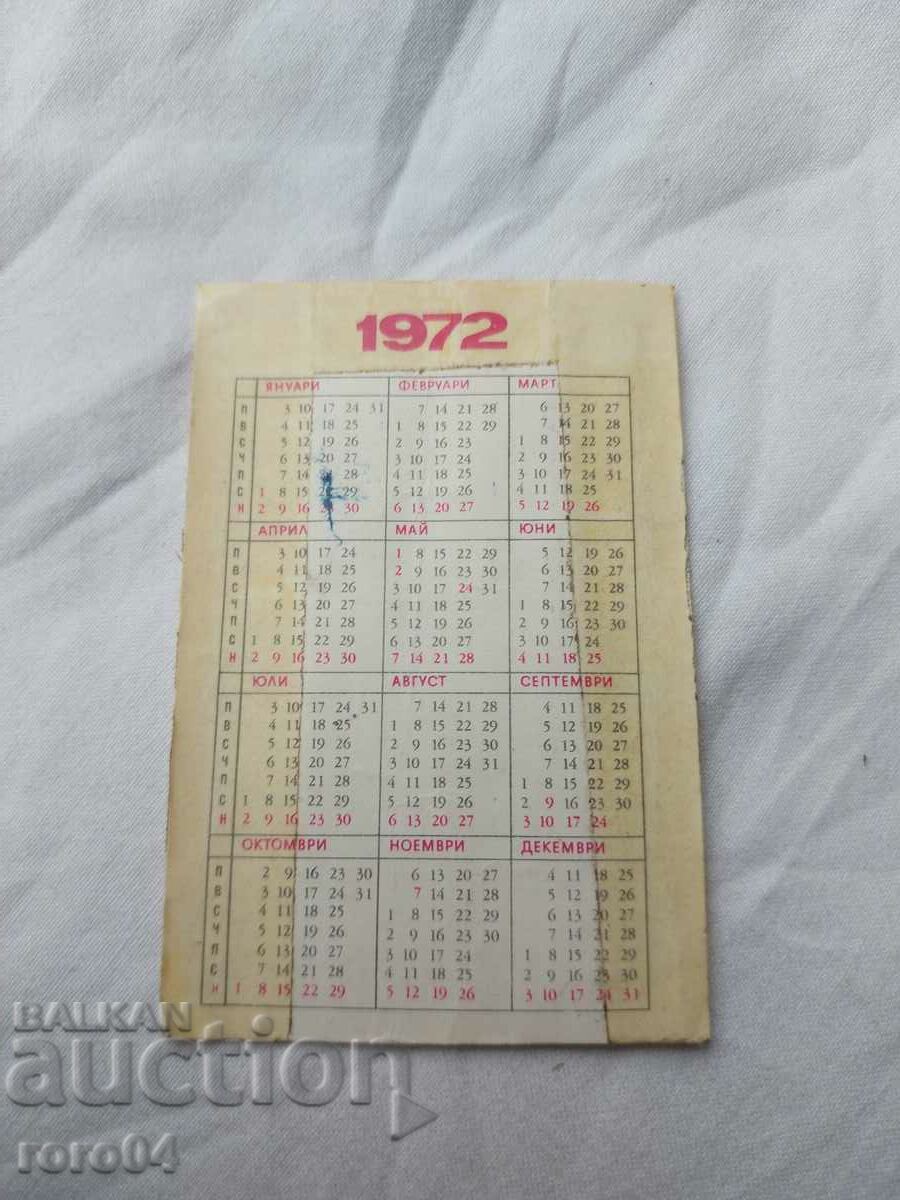 1972
ЯНУАРИ ФЕВРУАРИ МАРТ
П 3 10 17 24 31 7 14 21 28 6 13 20 27
В 4 11 18 25 1 8 15 22 29 7 14 21 28
С 5 12 19 26 2 9 16 23 1 8 15 22 29
Ч 6 13 20 27 3 10 17 24 2 9 16 23 30
П 7 14 28 4 11 18 25 3 10 17 24 31
С 1 8 15 29 5 12 19 26 4 11 18 25
Н 2 9 16 30 6 13 20 27 5 12 19 26
АПРИЛ МАЙ ЮНИ
П 3 10 17 24 1 8 15 22 29 5 12 19 26
В 4 11 18 25 2 9 16 23 30 6 13 20 27
С 5 12 19 26 3 10 17 24 31 7 14 21 28
Ч 6 13 20 27 4 11 18 25 1 8 15 22 29
П 7 14 21 28 5 12 19 26 2 9 16 23 30
С 1 8 15 22 29 6 13 20 27 3 10 17 24
Н 2 9 16 23 30 7 14 21 28 4 11 18 25
ЮЛИ АВГУСТ СЕПТЕМВРИ
П 3 10 17 24 31 7 14 21 28 4 11 18 25
В 4 11 18 25 1 8 15 22 29 5 12 19 26
С 5 12 19 26 2 9 16 23 30 6 13 20 27
Ч 6 13 20 27 3 10 17 24 31 7 14 21 28
П 7 14 21 28 4 11 18 25 1 8 15 22 29
С 1 8 15 22 29 5 12 19 26 2 9 16 23 30
Н 2 9 16 23 30 6 13 20 27 3 10 17 24
ОКТОМВРИ НОЕМВРИ ДЕКЕМВРИ
П 2 9 16 23 30 6 13 20 27 4 11 18 25
В 3 10 17 24 31 7 14 21 28 5 12 19 26
С 4 11 18 25 1 8 15 22 29 6 13 20 27
Ч 5 12 19 26 2 9 16 23 30 7 14 21 28
П 6 13 20 27 3 10 17 24 1 8 15 22 29
С 7 14 21 28 4 11 18 25 2 9 16 23 30
Н 1 8 15 22 29 5 12 19 26 3 10 17 24 31
BALKAN
auction
roro04